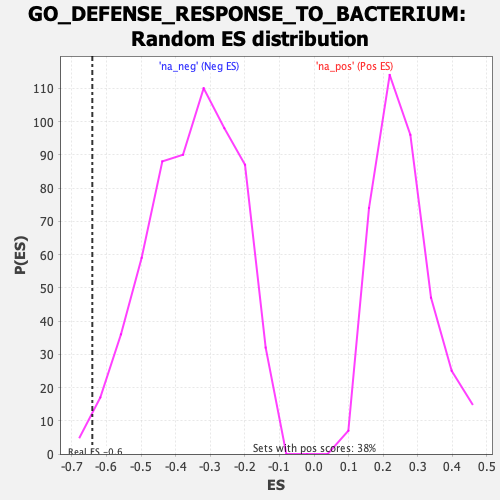 GO_DEFENSE_RESPONSE_TO_BACTERIUM:
Random ES distribution
'na_neg' (Neg ES)
'na_pos' (Pos ES)
110
100
90
80
70
60
50
40
30
20
10
0
P(ES)
Real ES -0.6
Sets with pos scores: 38%
-0.7 -0.6 -0.5 -0.4 -0.3 -0.2 -0.1 0.0 0.1 0.2 0.3 0.4 0.5
ES